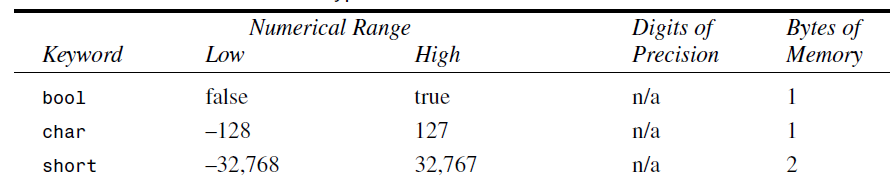 Numerical Range Digits of Bytes of
Keyword Low High Precision Memory
bool false true n/a 1
char –128 127 n/a 1
short –32,768 32,767 n/a 2